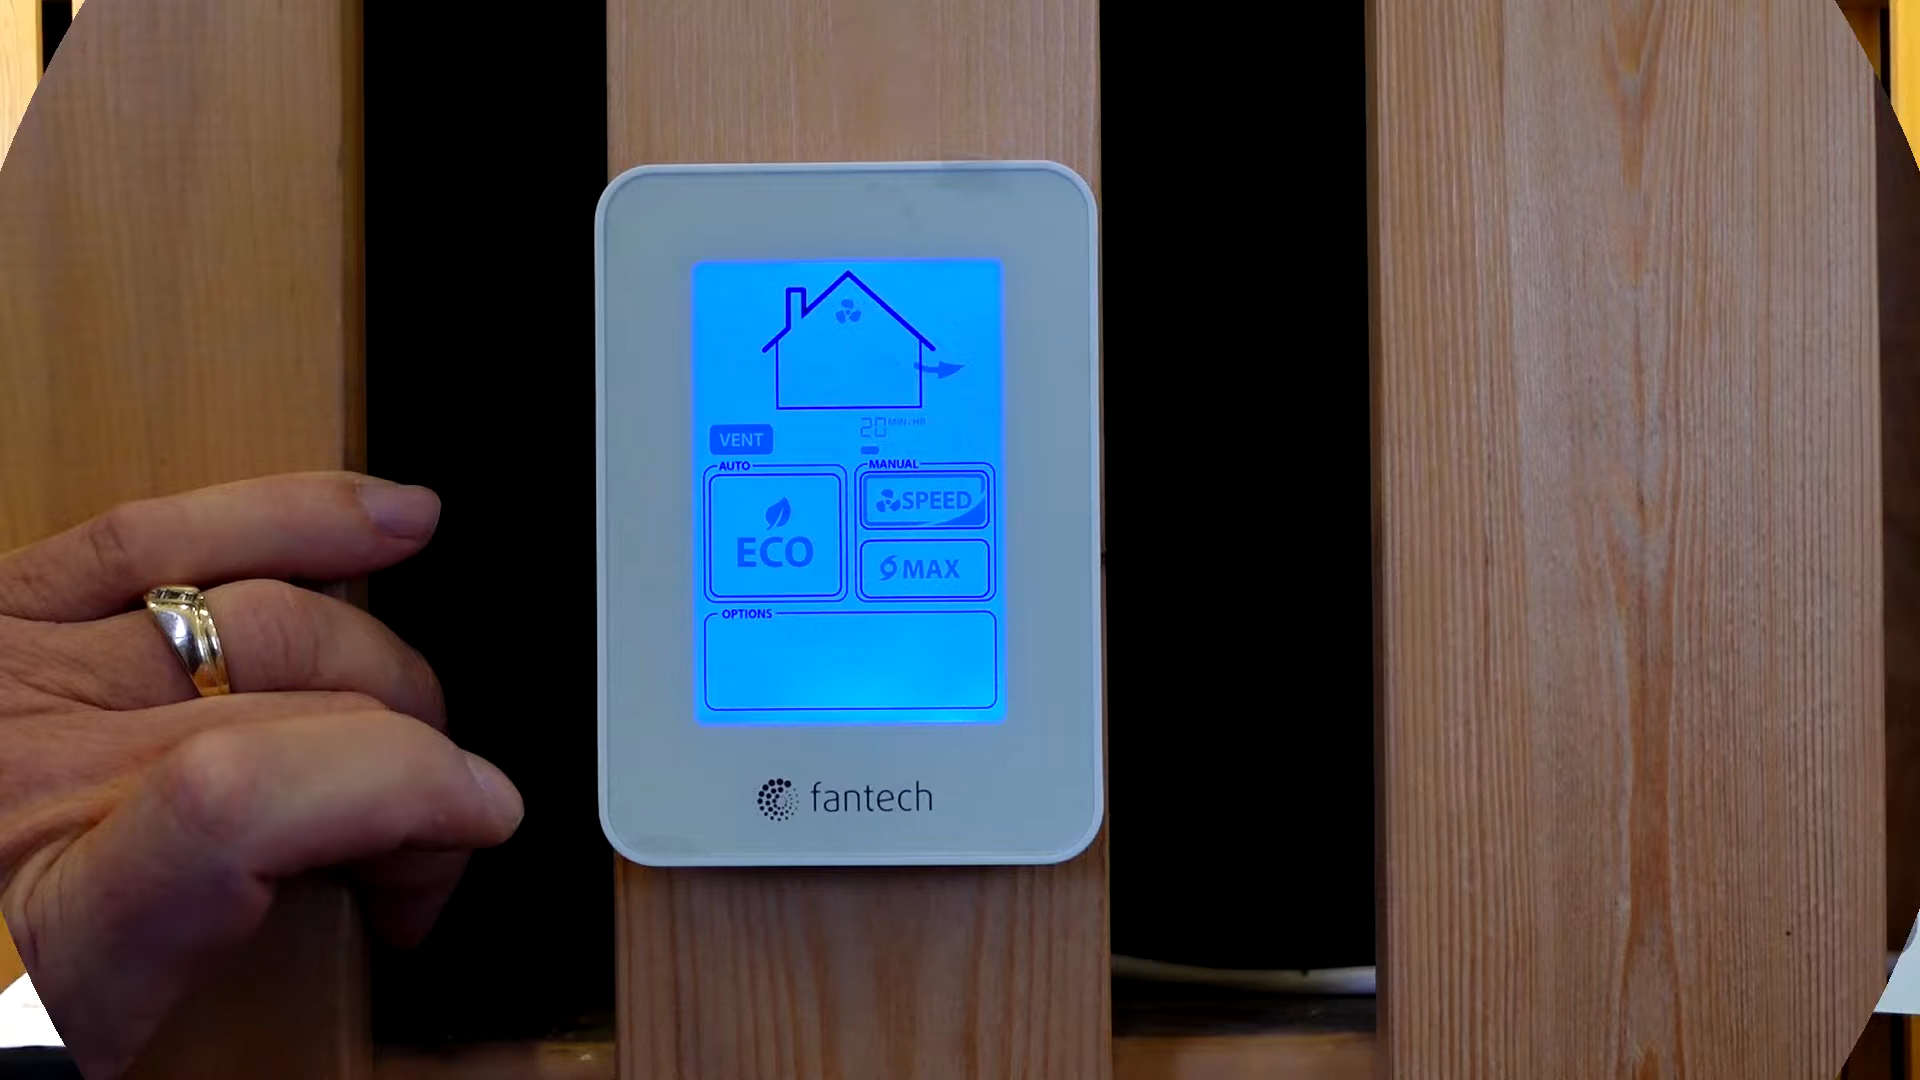 VENT
20 MIN/HR
AUTO
MANUAL
ECO
SPEED
MAX
OPTIONS
fantech